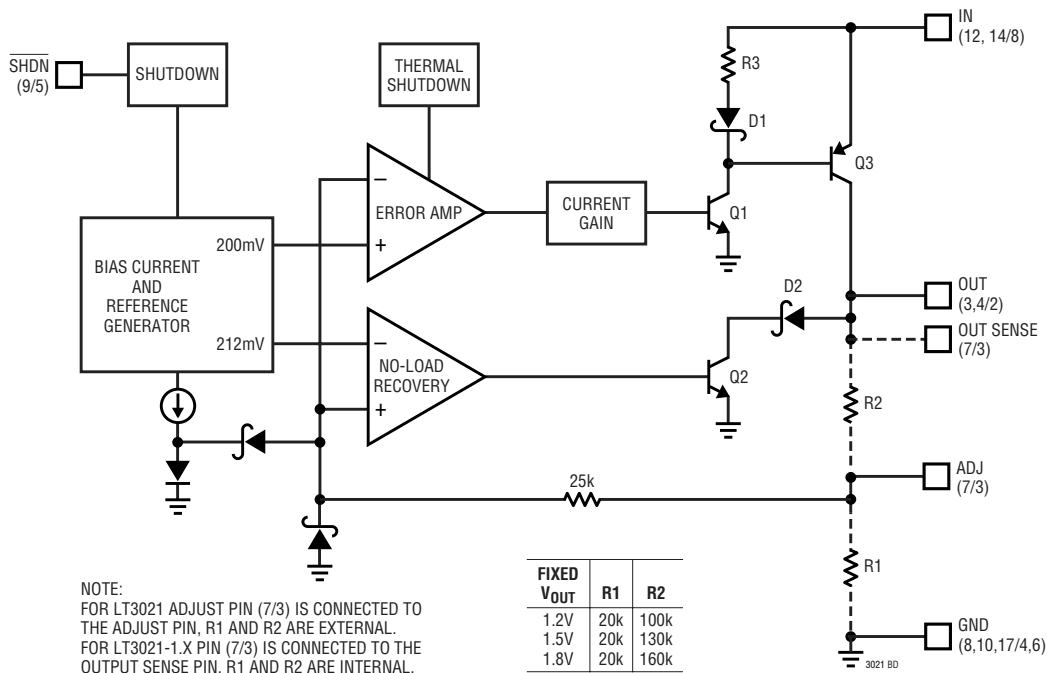 IN
(12, 14/8)
SHDN
(9/5)
SHUTDOWN
THERMAL
SHUTDOWN
R3
D1
Q3
–
ERROR AMP
+
CURRENT
GAIN
Q1
200mV
BIAS CURRENT
AND
REFERENCE
GENERATOR
212mV
–
NO-LOAD
RECOVERY
+
D2
Q2
OUT
(3,4/2)
OUT SENSE
(7/3)
R2
25k
ADJ
(7/3)
R1
GND
(8,10,17/4,6)
3021 BD
NOTE:
FOR LT3021 ADJUST PIN (7/3) IS CONNECTED TO
THE ADJUST PIN, R1 AND R2 ARE EXTERNAL.
FOR LT3021-1.X PIN (7/3) IS CONNECTED TO THE
OUTPUT SENSE PIN, R1 AND R2 ARE INTERNAL.
FIXED
VOUT R1 R2
1.2V 20k 100k
1.5V 20k 130k
1.8V 20k 160k